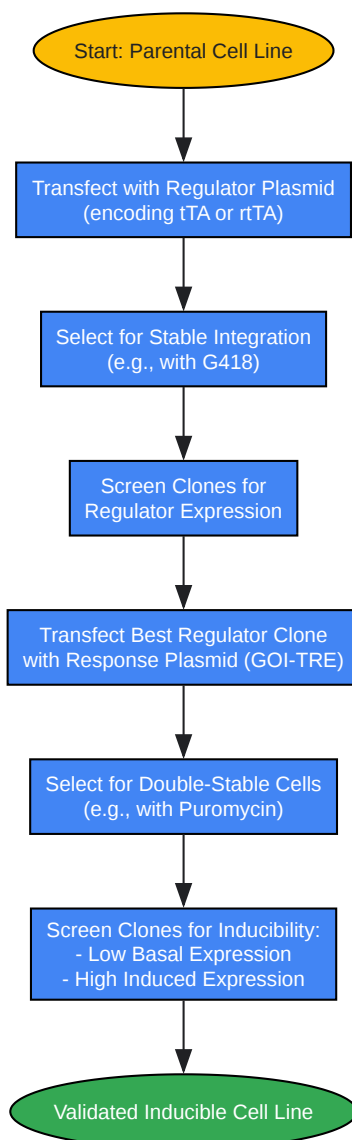 Start: Parental Cell Line
Transfect with Regulator Plasmid
(encoding tTA or rtTA)
Select for Stable Integration
(e.g., with G418)
Screen Clones for
Regulator Expression
Transfect Best Regulator Clone
with Response Plasmid (GOI-TRE)
Select for Double-Stable Cells
(e.g., with Puromycin)
Screen Clones for Inducibility:
- Low Basal Expression
- High Induced Expression
Validated Inducible Cell Line